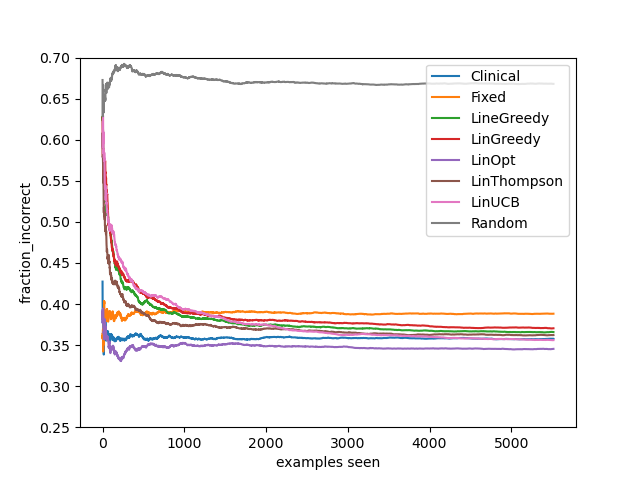 0.70
0.65
0.60
0.55
0.50
0.45
0.40
0.35
0.30
0.25
fraction_incorrect
Clinical
Fixed
LineGreedy
LinGreedy
LinOpt
LinThompson
LinUCB
Random
0 1000 2000 3000 4000 5000
examples seen